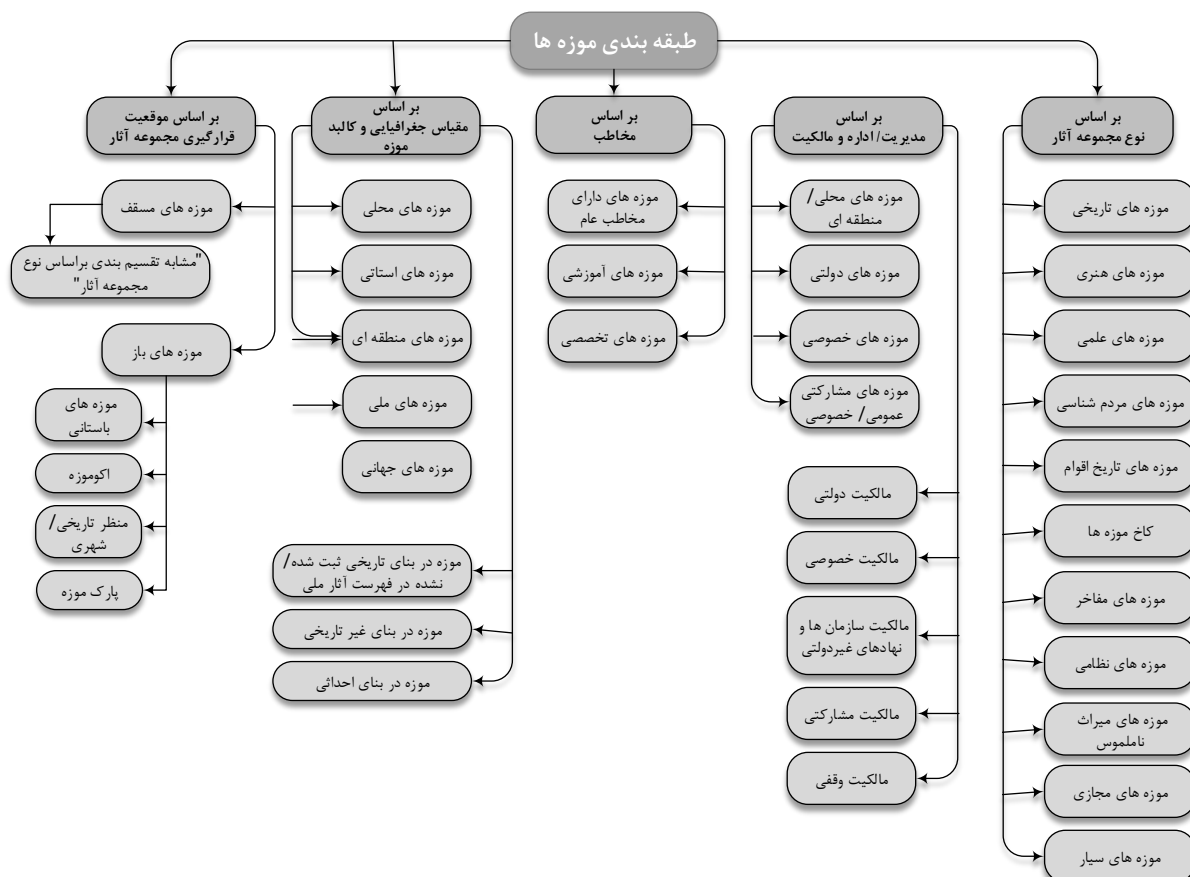 طبقه بندی موزه ها
بر اساس
نوع مجموعه آثار
موزه های تاریخی
موزه های هنری
موزه های علمی
موزه های مردم شناسی
موزه های تاریخ اقوام
کاخ موزه ها
موزه های مفاخر
موزه های نظامی
موزه های میراث
ناملموس
موزه های مجازی
موزه های سیار
بر اساس
مدیریت/ اداره و مالکیت
موزه های محلی/
منطقه ای
موزه های دولتی
موزه های خصوصی
موزه های مشارکتی
عمومی/ خصوصی
مالکیت دولتی
مالکیت خصوصی
مالکیت سازمان ها و
نهادهای غیردولتی
مالکیت مشارکتی
مالکیت وقفی
بر اساس
مخاطب
موزه های دارای
مخاطب عام
موزه های آموزشی
موزه های تخصصی
بر اساس
مقیاس جغرافیایی و کالبد
موزه
موزه های محلی
موزه های استانی
موزه های منطقه ای
موزه های ملی
موزه های جهانی
موزه در بنای تاریخی ثبت شده/
نشده در فهرست آثار ملی
موزه در بنای غیر تاریخی
موزه در بنای احداثی
بر اساس موقعیت
قرارگیری مجموعه آثار
موزه های مسقف
"مشابه تقسیم بندی براساس نوع
مجموعه آثار"
موزه های باز
موزه های
باستانی
اکوموزه
منظر تاریخی/
شهری
پارک موزه